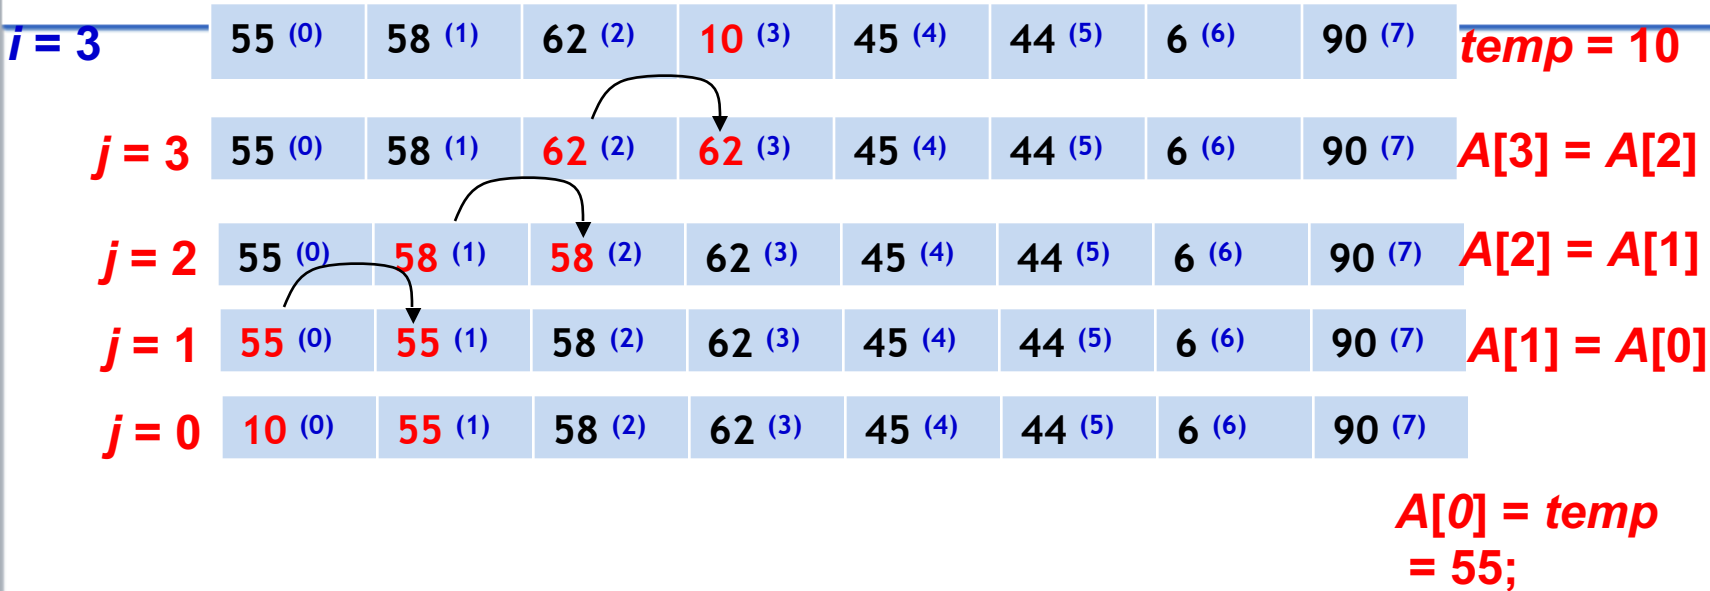 i = 3 55 (0) 58 (1) 62 (2) 10 (3) 45 (4) 44 (5) 6 (6) 90 (7) temp = 10
j = 3 55 (0) 58 (1) 62 (2) 62 (3) 45 (4) 44 (5) 6 (6) 90 (7) A[3] = A[2]
j = 2 55 (0) 58 (1) 58 (2) 62 (3) 45 (4) 44 (5) 6 (6) 90 (7) A[2] = A[1]
j = 1 55 (0) 55 (1) 58 (2) 62 (3) 45 (4) 44 (5) 6 (6) 90 (7) A[1] = A[0]
j = 0 10 (0) 55 (1) 58 (2) 62 (3) 45 (4) 44 (5) 6 (6) 90 (7)
A[0] = temp
= 55;